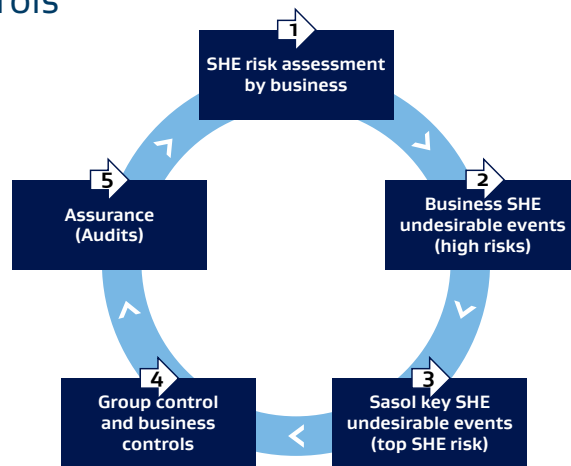 1
SHE risk assessment
by business
2
Business SHE
undesirable events
(high risks)
3
Sasol key SHE
undesirable events
(top SHE risk)
4
Group control
and business
controls
5
Assurance
(Audits)